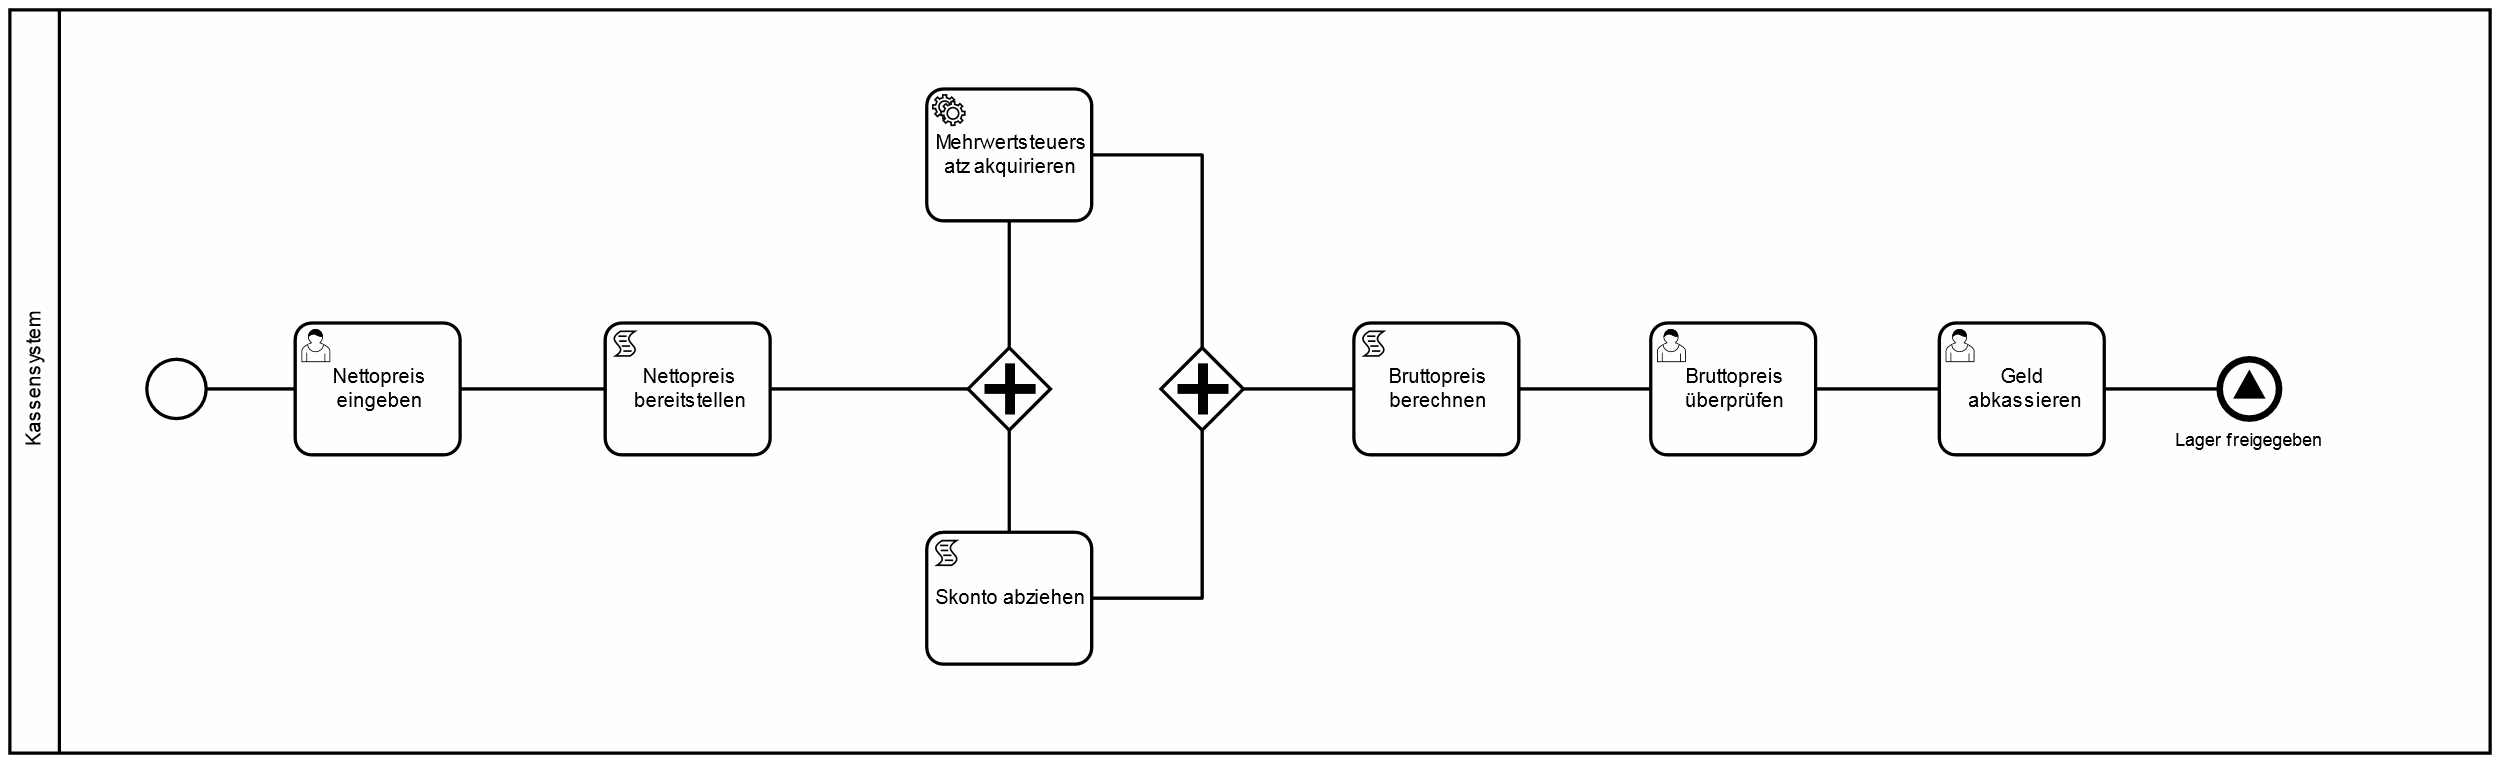 Kassensystem
Nettopreis
eingeben
Nettopreis
bereitstellen
Mehrwertsteuers
atz akquirieren
Skonto abziehen
Bruttopreis
berechnen
Bruttopreis
überprüfen
Geld
abkassieren
Lager freigegeben